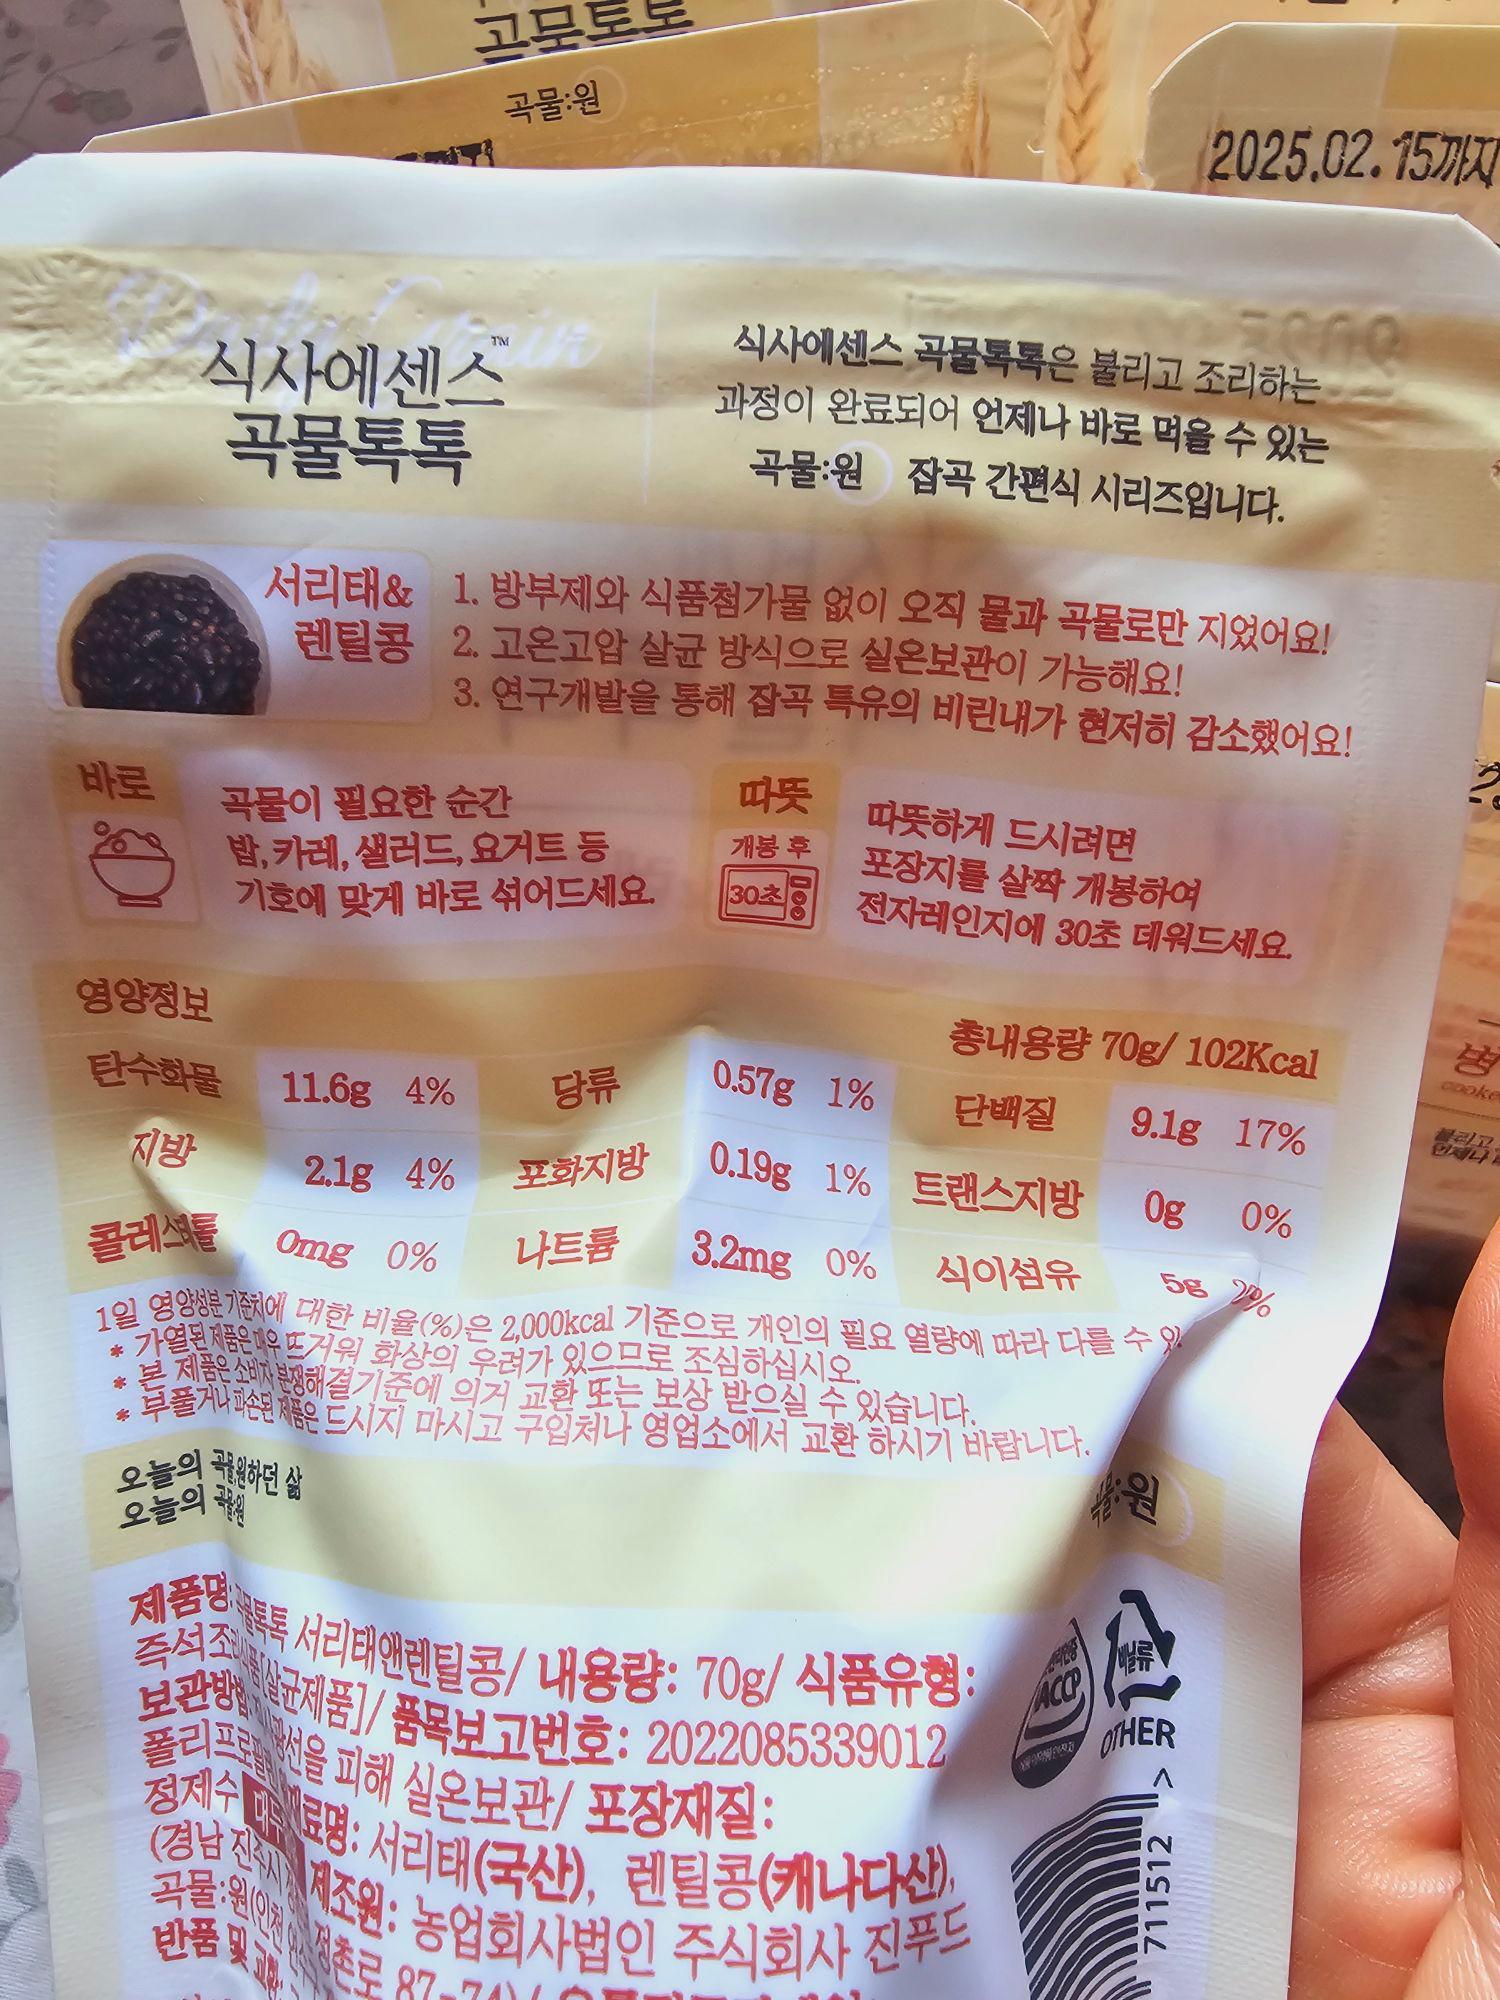 곡물톡톡
곡물:원
2025.02.15까지
Daily Grain
식사에센스™
곡물톡톡
식사에센스 곡물톡톡은 불리고 조리하는
과정이 완료되어 언제나 바로 먹을 수 있는
곡물:원 잡곡 간편식 시리즈입니다.
서리태&
렌틸콩
1. 방부제와 식품첨가물 없이 오직 물과 곡물로만 지었어요!
2. 고온고압 살균 방식으로 실온보관이 가능해요!
3. 연구개발을 통해 잡곡 특유의 비린내가 현저히 감소했어요!
바로
곡물이 필요한 순간
밥, 카레, 샐러드, 요거트 등
기호에 맞게 바로 섞어드세요.
따뜻
개봉 후
30초
따뜻하게 드시려면
포장지를 살짝 개봉하여
전자레인지에 30초 데워드세요.
영양정보
총내용량 70g/ 102Kcal
탄수화물 11.6g 4% 당류 0.57g 1% 단백질 9.1g 17%
지방 2.1g 4% 포화지방 0.19g 1% 트랜스지방 0g 0%
콜레스테롤 0mg 0% 나트륨 3.2mg 0% 식이섬유 5g
1일 영양성분 기준치에 대한 비율(%)은 2,000kcal 기준으로 개인의 필요 열량에 따라 다를 수 있
* 가열된 제품은 매우 뜨거워 화상의 우려가 있으므로 조심하십시오.
* 본 제품은 소비자 분쟁해결기준에 의거 교환 또는 보상 받으실 수 있습니다.
* 부풀거나 파손된 제품은 드시지 마시고 구입처나 영업소에서 교환 하시기 바랍니다.
오늘의 곡물:원하던 삶
오늘의 곡물:원
곡물:원
제품명: 곡물톡톡 서리태앤렌틸콩/ 내용량: 70g/ 식품유형:
즉석조리식품[살균제품]/ 품목보고번호: 2022085339012
보관방법: 직사광선을 피해 실온보관/ 포장재질:
폴리프로필렌 원재료명: 서리태(국산), 렌틸콩(캐나다산),
정제수 대두 제조원: 농업회사법인 주식회사 진푸드
(경남 진주시 정촌로 87-74)/
곡물:원(인천 연수
반품 및 교환:
비닐류
OTHER
711512 >